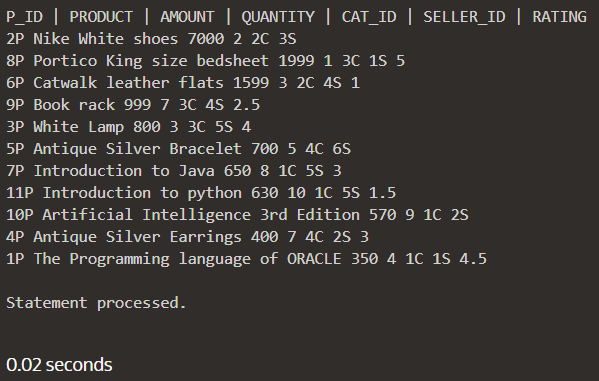 P_ID | PRODUCT | AMOUNT | QUANTITY | CAT_ID | SELLER_ID | RATING
2P Nike White shoes 7000 2 2C 3S
8P Portico King size bedsheet 1999 1 3C 1S 5
6P Catwalk leather flats 1599 3 2C 4S 1
9P Book rack 999 7 3C 4S 2.5
3P White Lamp 800 3 3C 5S 4
5P Antique Silver Bracelet 700 5 4C 6S
7P Introduction to Java 650 8 1C 5S 3
11P Introduction to python 630 10 1C 5S 1.5
10P Artificial Intelligence 3rd Edition 570 9 1C 2S
4P Antique Silver Earrings 400 7 4C 2S 3
1P The Programming language of ORACLE 350 4 1C 1S 4.5
Statement processed.
0.02 seconds